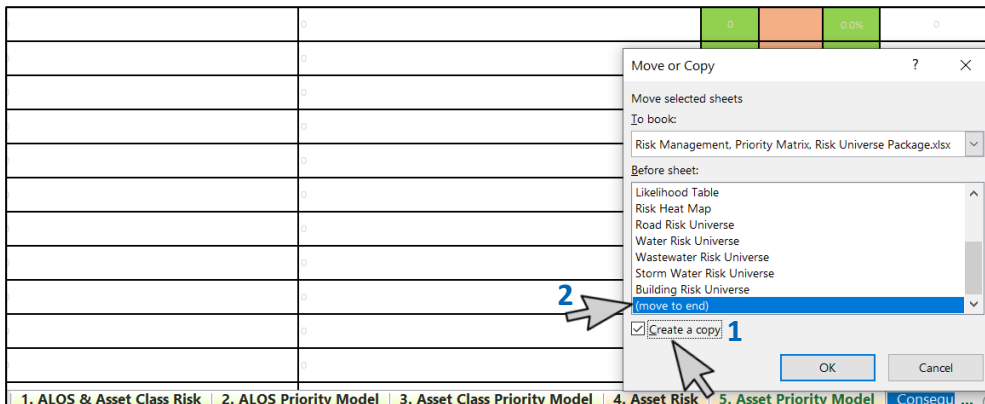 0 0 0.0% 0
0
0
0
0
0
0
0
0
0
0
Move or Copy ? ×
Move selected sheets
To book:
Risk Management, Priority Matrix, Risk Universe Package.xlsx
Before sheet:
Likelihood Table
Risk Heat Map
Road Risk Universe
Water Risk Universe
Wastewater Risk Universe
Storm Water Risk Universe
Building Risk Universe
2
(move to end)
Create a copy 1
OK Cancel
1. ALOS & Asset Class Risk 2. ALOS Priority Model 3. Asset Class Priority Model 4. Asset Risk 5. Asset Priority Model Consequ ...